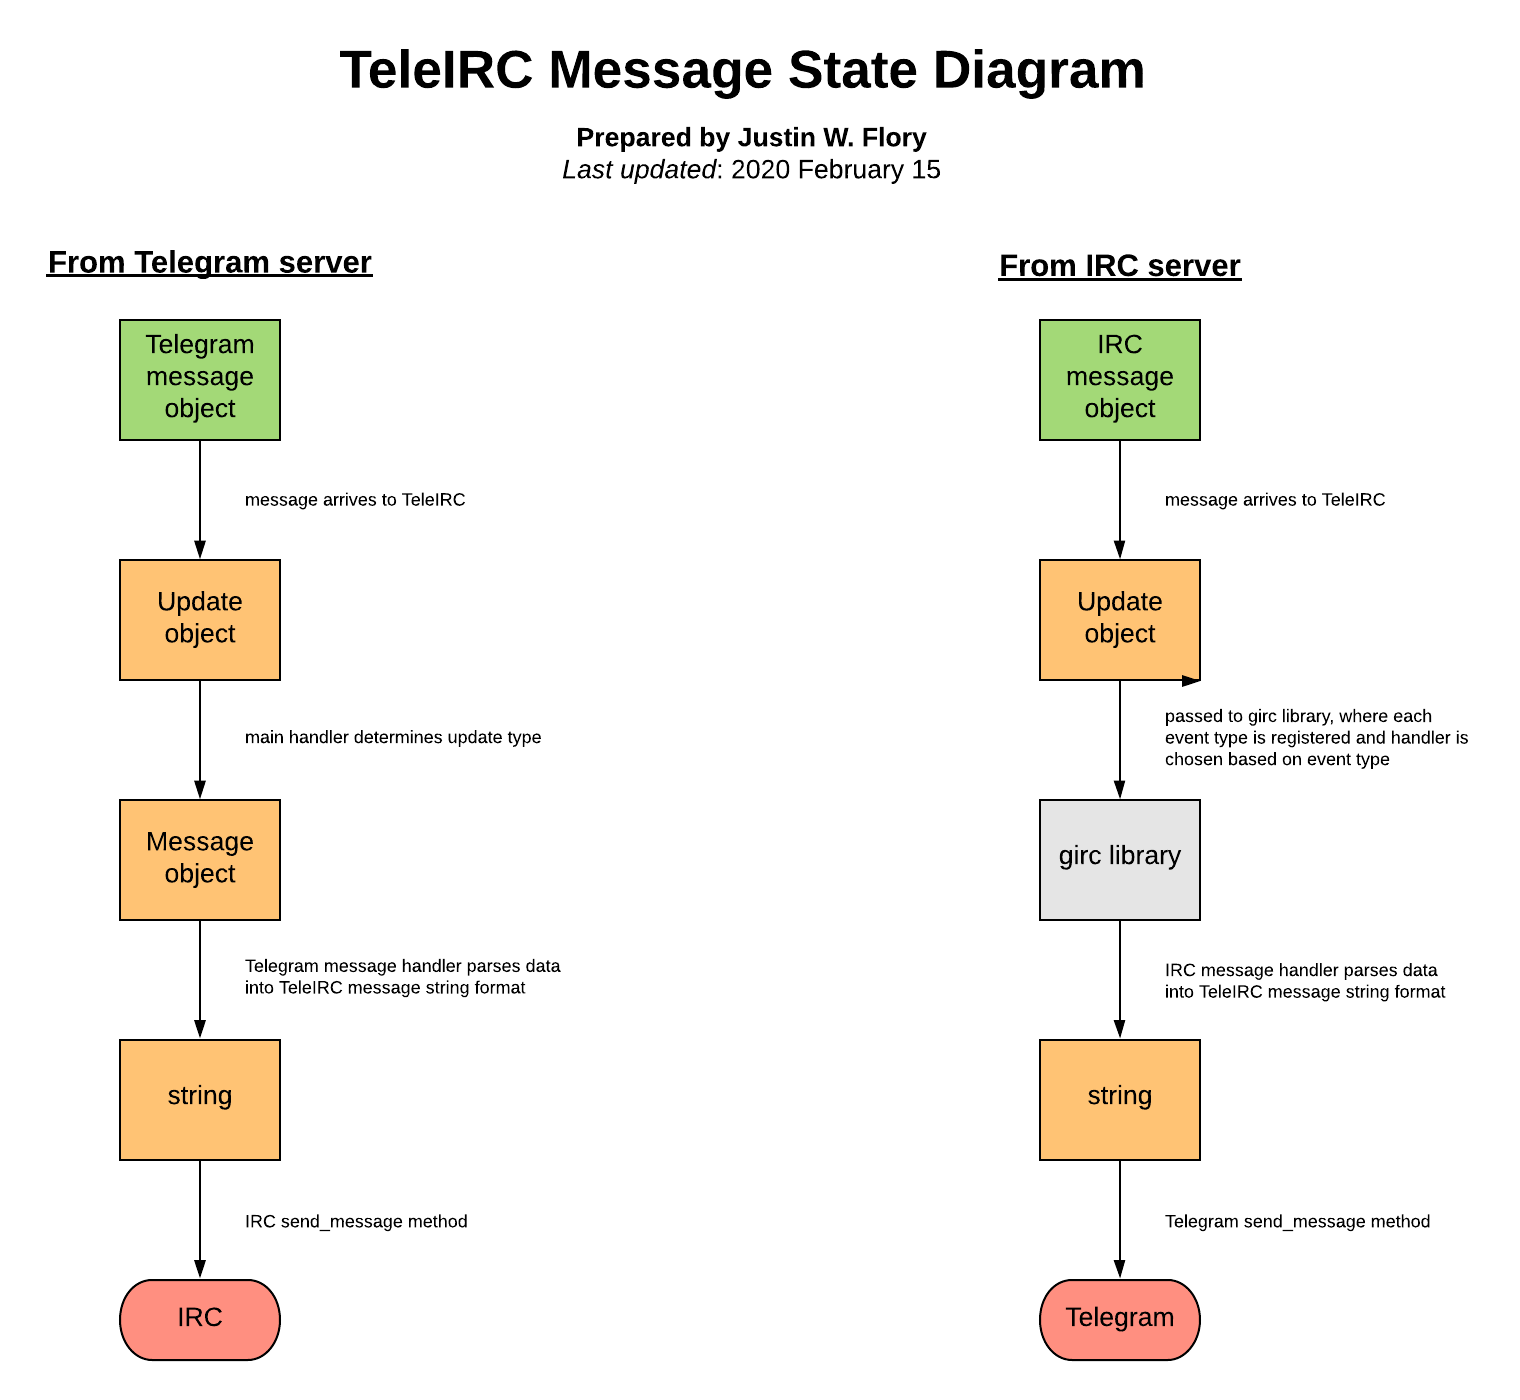 TeleIRC Message State Diagram
Prepared by Justin W. Flory
Last updated: 2020 February 15
From Telegram server
Telegram
message
object
message arrives to TeleIRC
Update
object
main handler determines update type
Message
object
Telegram message handler parses data
into TeleIRC message string format
string
IRC send_message method
IRC
From IRC server
IRC
message
object
message arrives to TeleIRC
Update
object
passed to girc library, where each
event type is registered and handler is
chosen based on event type
girc library
IRC message handler parses data
into TeleIRC message string format
string
Telegram send_message method
Telegram